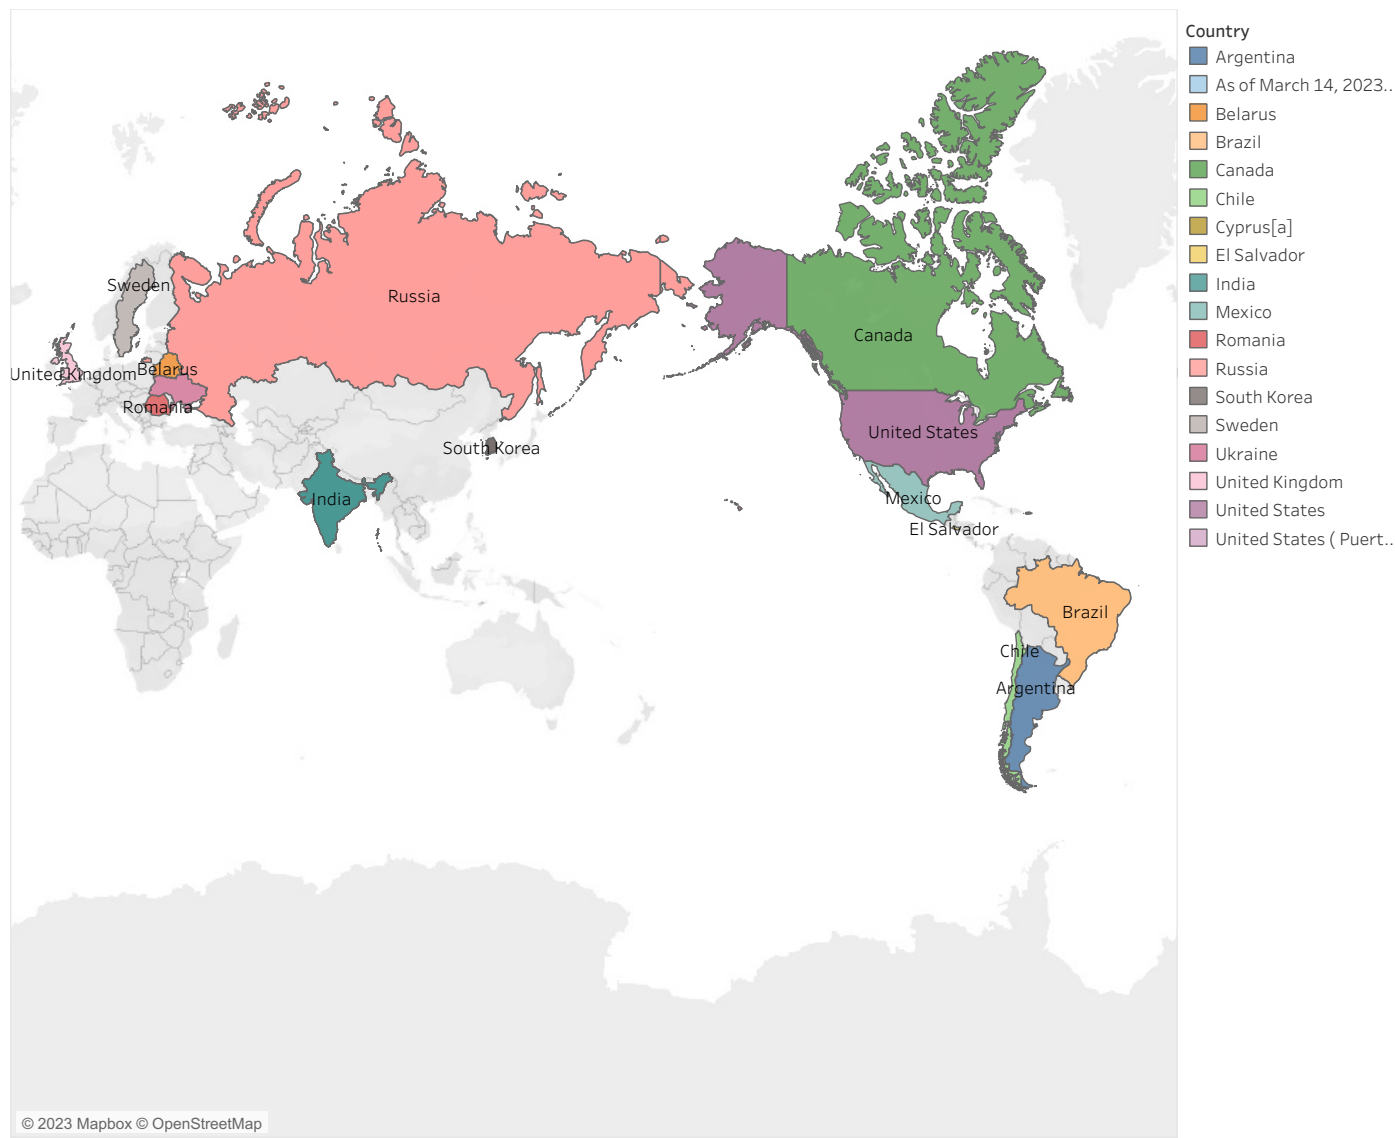 Country
Argentina
As of March 14, 2023..
Belarus
Brazil
Canada
Chile
Cyprus[a]
El Salvador
India
Mexico
Romania
Russia
South Korea
Sweden
Ukraine
United Kingdom
United States
United States ( Puert..
Sweden
Russia
Canada
United Kingdom
Belarus
Romania
United States
South Korea
India
Mexico
El Salvador
Brazil
Chile
Argentina
© 2023 Mapbox © OpenStreetMap